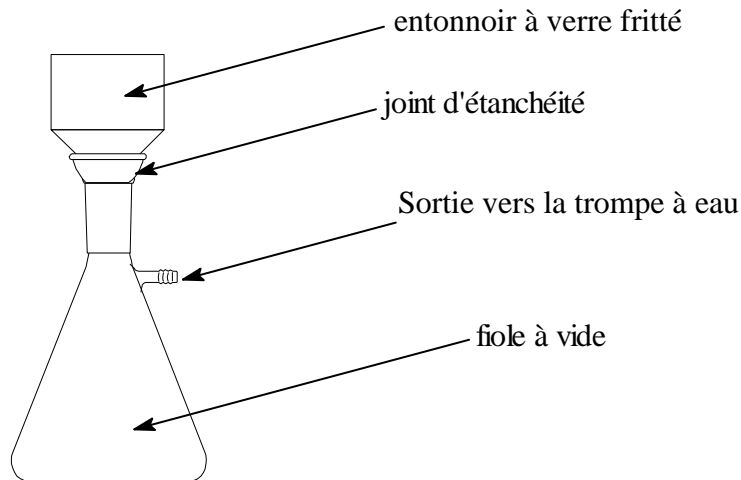 entonnoir à verre fritté
joint d'étanchéité
Sortie vers la trompe à eau
fiole à vide